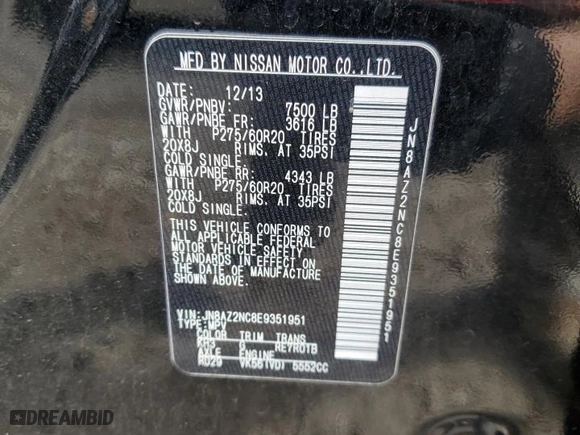 MFD BY NISSAN MOTOR CO.,LTD.
DATE: 12/13
GVWR/PNBV: 7500 LB
GAWR/PNBE FR: 3616 LB
WITH P275/60R20 TIRES
20X8J RIMS, AT 35PSI
COLD SINGLE.
GAWR/PNBE RR: 4343 LB
WITH P275/60R20 TIRES
20X8J RIMS. AT 35PSI
COLD SINGLE.
THIS VEHICLE CONFORMS TO
ALL APPLICABLE FEDERAL
MOTOR VEHICLE SAFETY
STANDARDS IN EFFECT ON
THE DATE OF MANUFACTURE
SHOWN ABOVE.
VIN: JN8AZ2NC8E9351951
TYPE:MPV
COLOR TRIM TRANS
KH3 G RE7R01B
AXLE ENGINE
RD29 VK56(VD) 5552CC
JN8AZ2NC8E9351951
DREAMBID